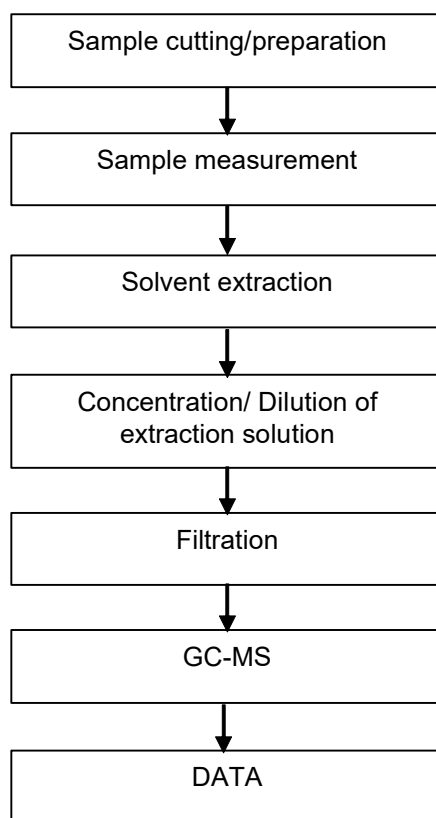 Sample cutting/preparation
Sample measurement
Solvent extraction
Concentration/ Dilution of
extraction solution
Filtration
GC-MS
DATA